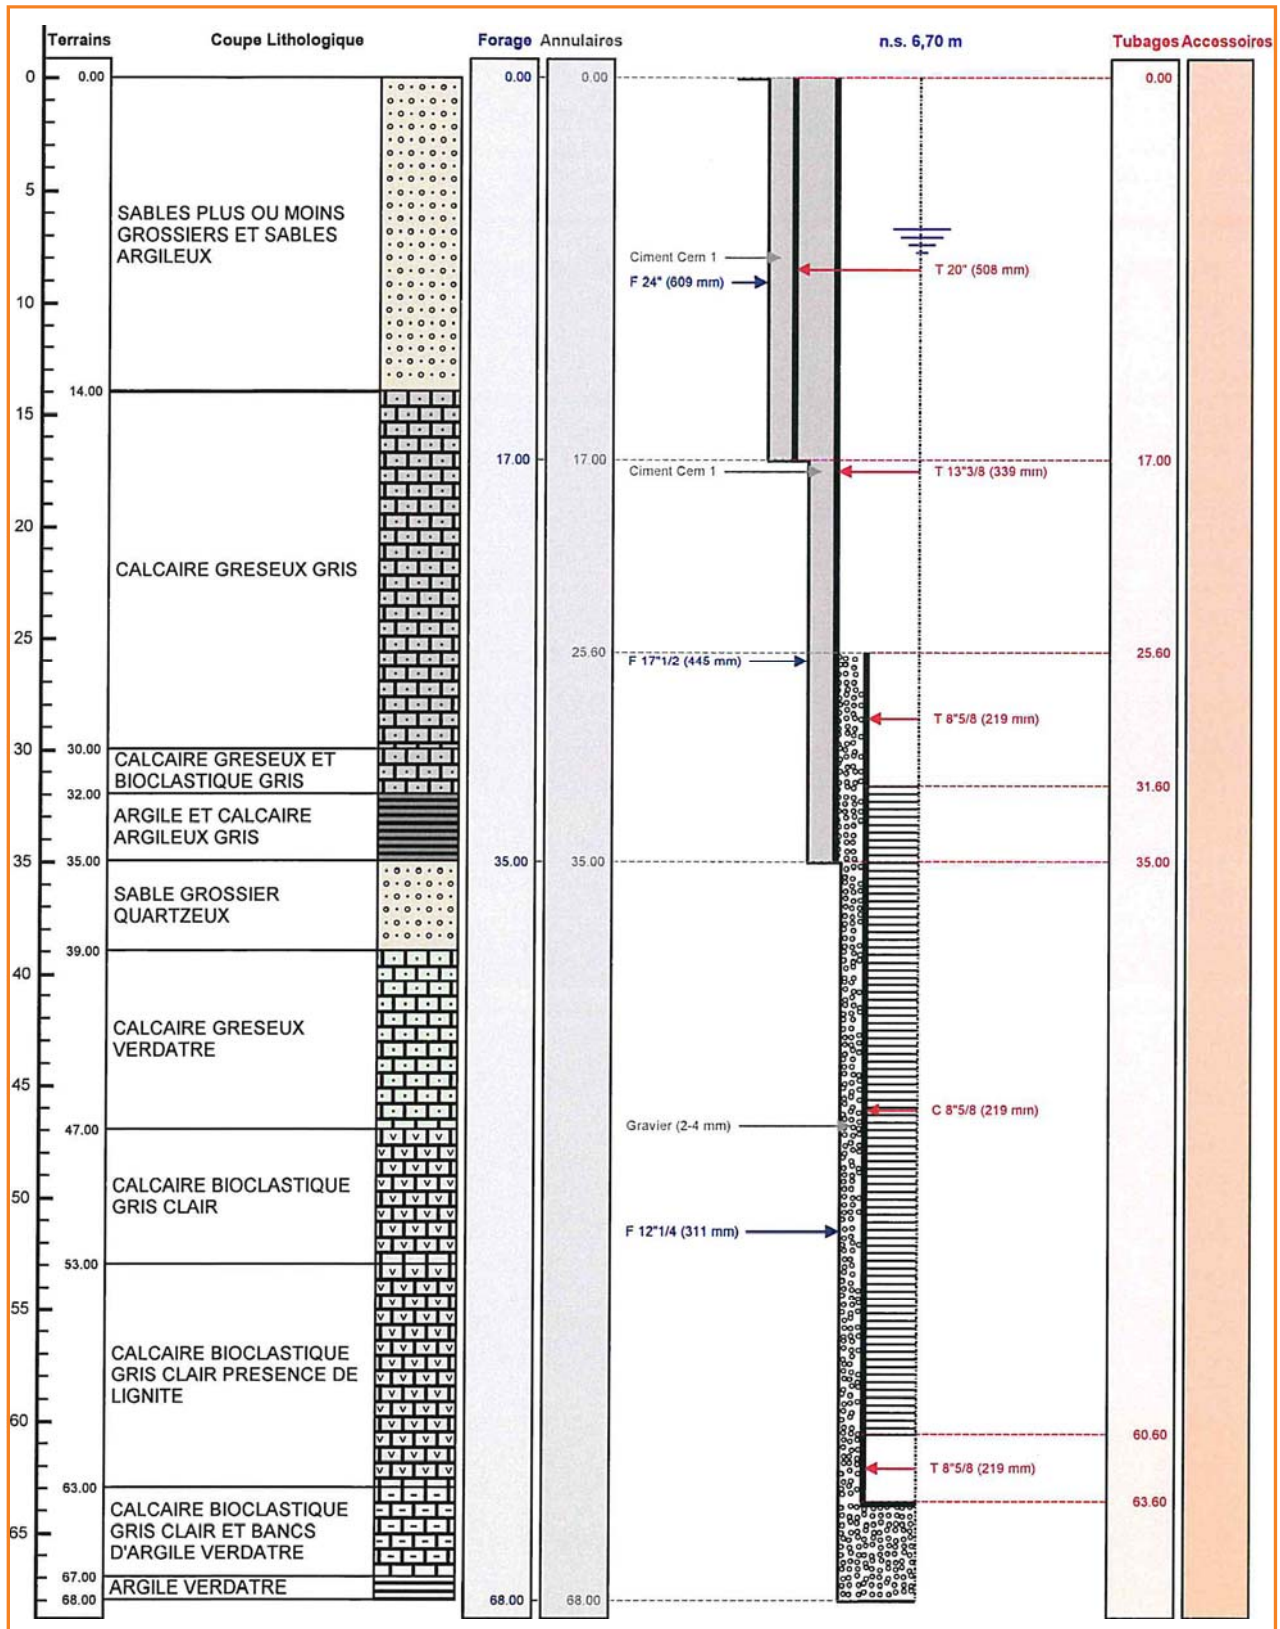 Terrains Coupe Lithologique Forage Annulaires n.s. 6,70 m Tubages Accessoires
0 0.00 0.00 0.00 0.00
5
SABLES PLUS OU MOINS
GROSSIERS ET SABLES
ARGILEUX
Ciment Cem 1
T 20" (508 mm)
F 24" (609 mm)
10
14.00
15
17.00 17.00 17.00
Ciment Cem 1 T 13"3/8 (339 mm)
20
CALCAIRE GRESEUX GRIS
25
25.60 25.60
F 17"1/2 (445 mm)
T 8"5/8 (219 mm)
30 30.00
CALCAIRE GRESEUX ET
BIOCLASTIQUE GRIS
31.60
32.00
ARGILE ET CALCAIRE
ARGILEUX GRIS
35 35.00 35.00 35.00 35.00
SABLE GROSSIER
QUARTZEUX
39.00
40
CALCAIRE GRESEUX
VERDATRE
45
C 8"5/8 (219 mm)
Gravier (2-4 mm)
47.00
CALCAIRE BIOCLASTIQUE
GRIS CLAIR
50
F 12"1/4 (311 mm)
53.00
55
CALCAIRE BIOCLASTIQUE
GRIS CLAIR PRESENCE DE
LIGNITE
60
60.60
T 8"5/8 (219 mm)
63.00
63.60
CALCAIRE BIOCLASTIQUE
GRIS CLAIR ET BANCS
D'ARGILE VERDATRE
65
67.00
ARGILE VERDATRE
68.00 68.00 68.00